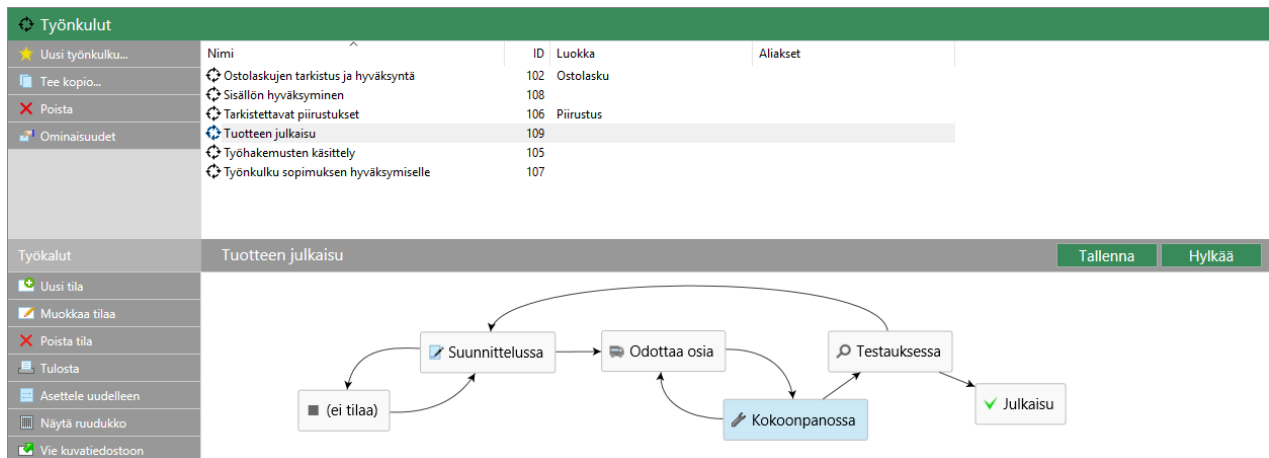 Työnkulut
Uusi työnkulku...
Tee kopio...
Poista
Ominaisuudet
Nimi ID Luokka Aliakset
Ostolaskujen tarkistus ja hyväksyntä 102 Ostolasku
Sisällön hyväksyminen 108
Tarkistettavat piirustukset 106 Piirustus
Tuotteen julkaisu 109
Työhakemusten käsittely 105
Työnkulku sopimuksen hyväksymiselle 107
Työkalut
Tuotteen julkaisu Tallenna Hylkää
Uusi tila
Muokkaa tilaa
Poista tila
Tulosta
Asettele uudelleen
Näytä ruudukko
Vie kuvatiedostoon
Suunnittelussa
Odottaa osia
Testauksessa
(ei tilaa)
Kokoonpanossa
Julkaisu